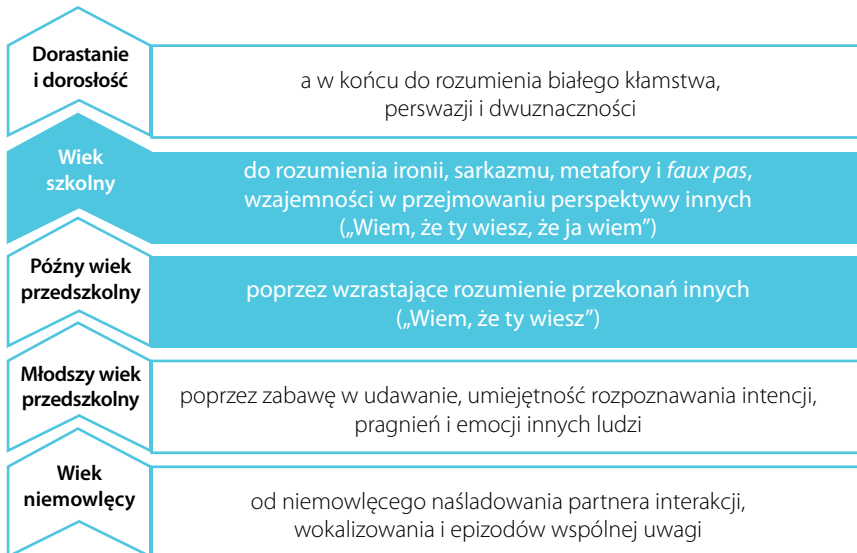 Dorastanie
i dorosłość
a w końcu do rozumienia białego kłamstwa,
perswazji i dwuznaczności
Wiek
szkolny
do rozumienia ironii, sarkazmu, metafory i faux pas,
wzajemności w przejmowaniu perspektywy innych
(„Wiem, że ty wiesz, że ja wiem”)
Późny wiek
przedszkolny
poprzez wzrastające rozumienie przekonań innych
(„Wiem, że ty wiesz”)
Młodszy wiek
przedszkolny
poprzez zabawę w udawanie, umiejętność rozpoznawania intencji,
pragnień i emocji innych ludzi
Wiek
niemowlęcy
od niemowlęcego naśladowania partnera interakcji,
wokalizowania i epizodów wspólnej uwagi